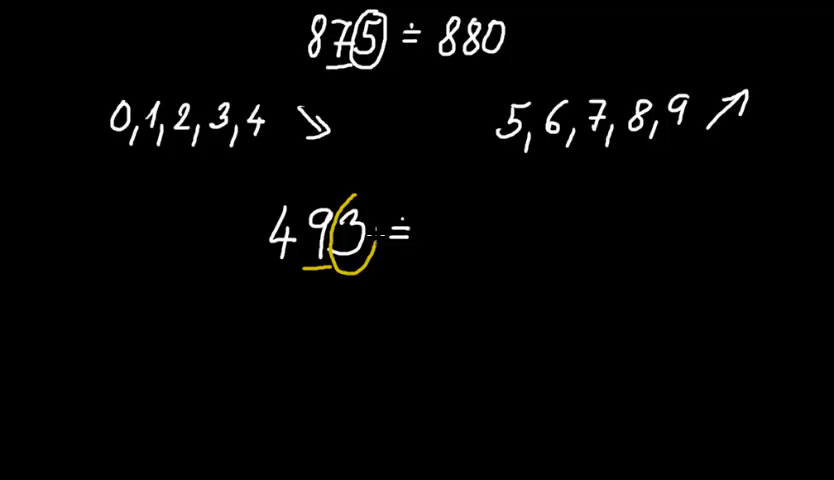 875 ≐ 880
0,1,2,3,4 ↘ 5,6,7,8,9 ↗
493 ≐